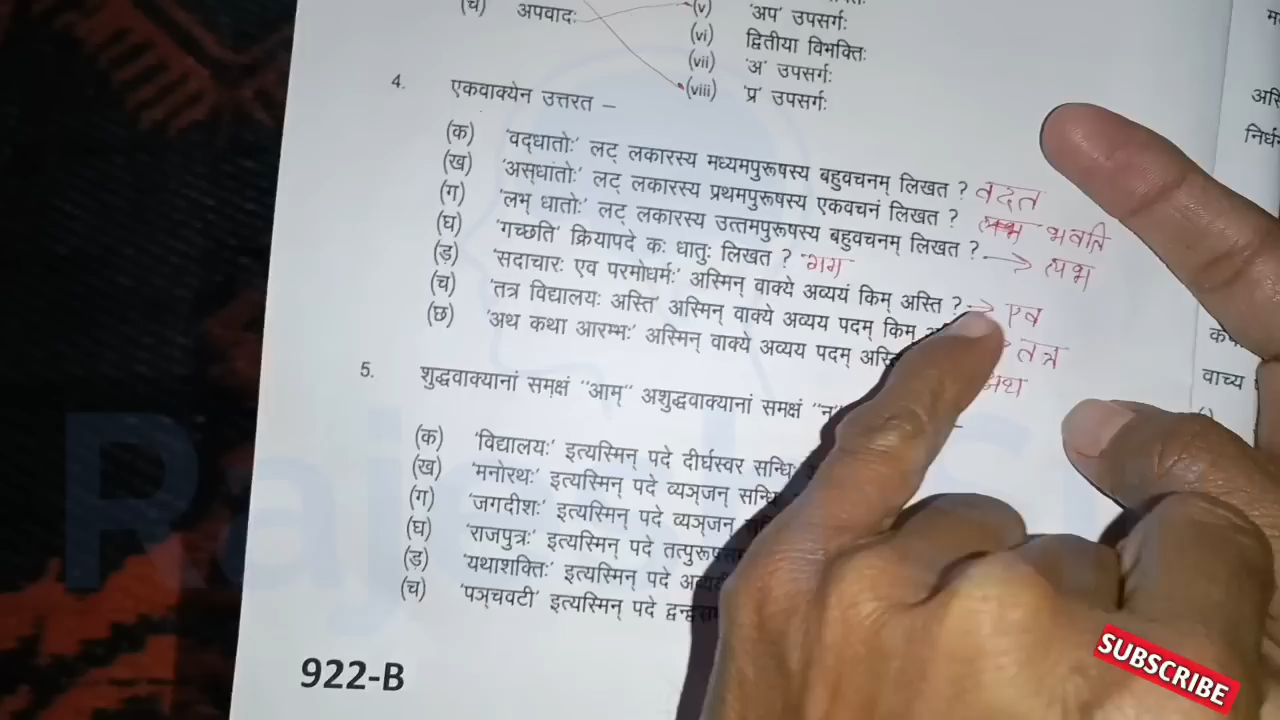 (च) अपवादः (v) 'अप' उपसर्गः
(vi) द्वितीया विभक्तिः
(vii) 'अ' उपसर्गः
(viii) 'प्र' उपसर्गः
4. एकवाक्येन उत्तरत –
(क) 'वद्धातोः' लट् लकारस्य मध्यमपुरूषस्य बहुवचनम् लिखत ? वदत
(ख) 'अस्धांतोः' लट् लकारस्य प्रथमपुरूषस्य एकवचनं लिखत ? भवति
(ग) 'लभ् धातोः' लट् लकारस्य उत्तमपुरूषस्य बहुवचनम् लिखत ?
(घ) 'गच्छति' क्रियापदे कः धातुः लिखत ? गम
(ड़) 'सदाचारः एव परमोधर्मः' अस्मिन् वाक्ये अव्ययं किम् अस्ति ? एव
(च) 'तत्र विद्यालयः अस्ति' अस्मिन् वाक्ये अव्यय पदम् किम् तत्र
(छ) 'अथ कथा आरम्भः' अस्मिन् वाक्ये अव्यय पदम् अथ
5. शुद्धवाक्यानां समक्षं "आम्" अशुद्धवाक्यानां समक्षं "न"
(क) 'विद्यालयः' इत्यस्मिन् पदे दीर्घस्वर सन्धिः
(ख) 'मनोरथः' इत्यस्मिन् पदे व्यञ्जन सन्धि
(ग) 'जगदीशः' इत्यस्मिन् पदे व्यञ्जन
(घ) 'राजपुत्रः' इत्यस्मिन् पदे
(ड़) 'यथाशक्तिः' इत्यस्मिन् पदे
(च) 'पञ्चवटी' इत्यस्मिन् पदे
922-B
वाच्य
SUBSCRIBE